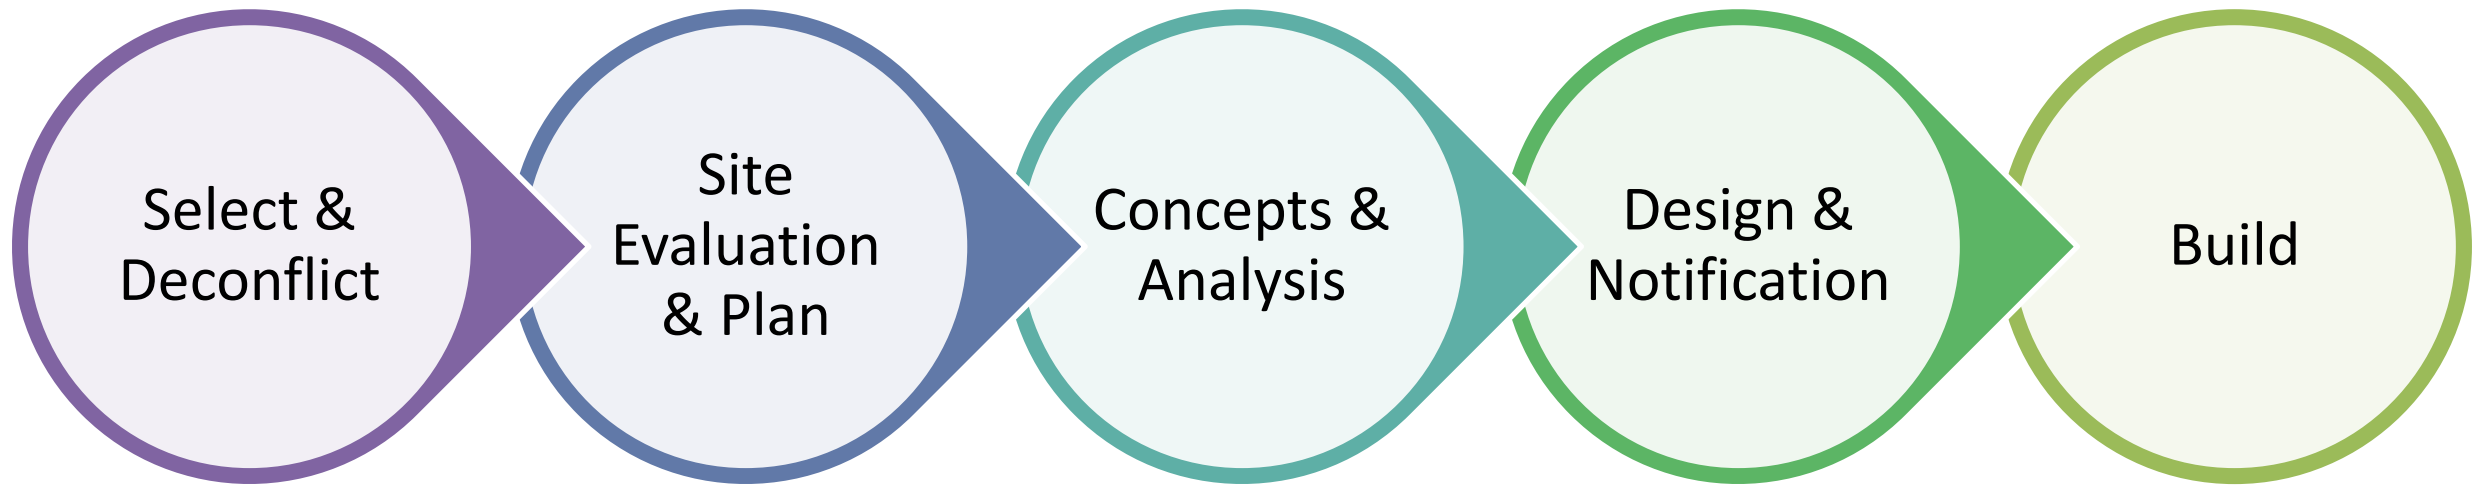 Select &
Deconflict
Site
Evaluation
& Plan
Concepts &
Analysis
Design &
Notification
Build